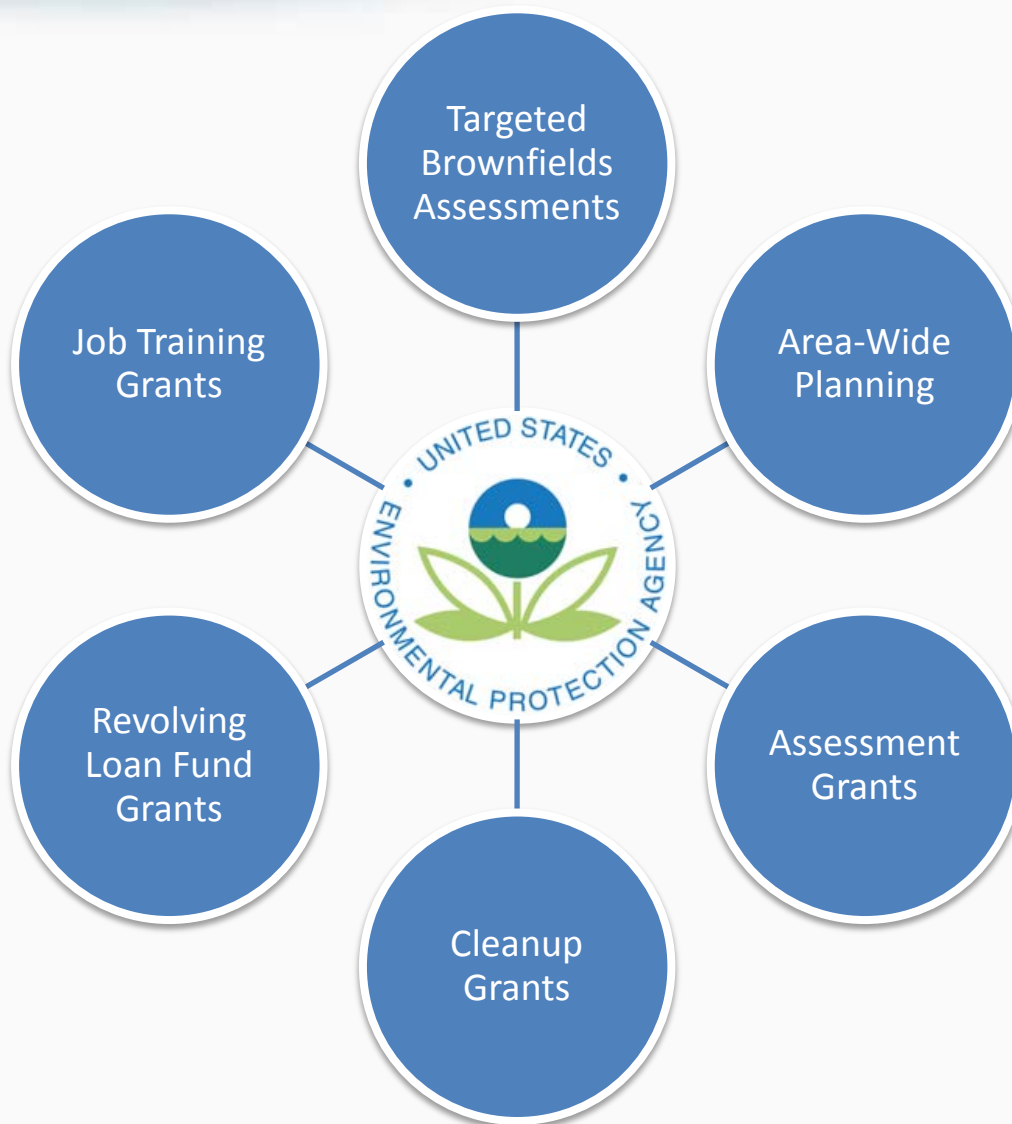 Targeted
Brownfields
Assessments
Job Training
Grants
Area-Wide
Planning
UNITED STATES •
ENVIRONMENTAL PROTECTION AGENCY •
Revolving
Loan Fund
Grants
Assessment
Grants
Cleanup
Grants